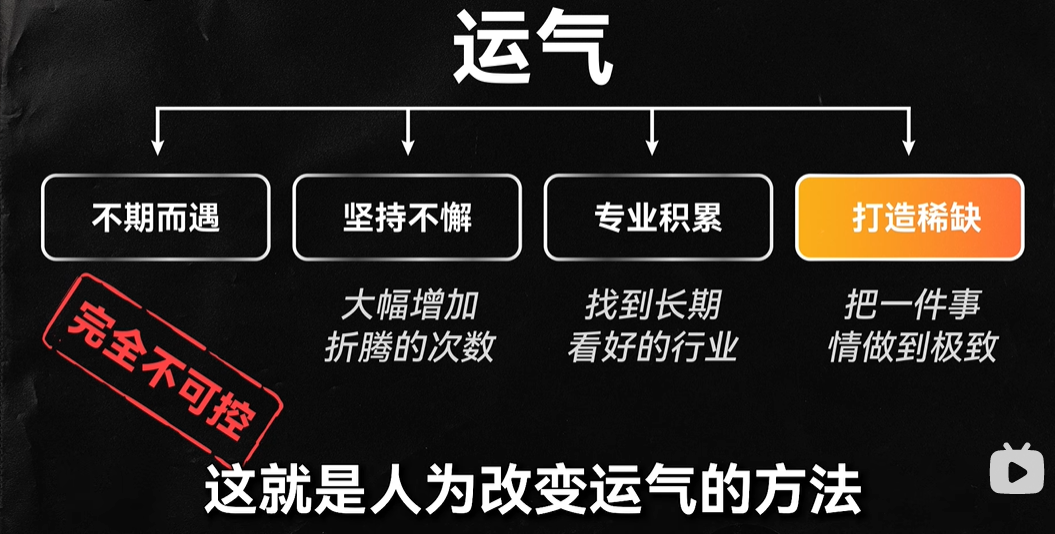 运气
不期而遇
坚持不懈
专业积累
打造稀缺
完全不可控
大幅增加
折腾的次数
找到长期
看好的行业
把一件事
情做到极致
这就是人为改变运气的方法